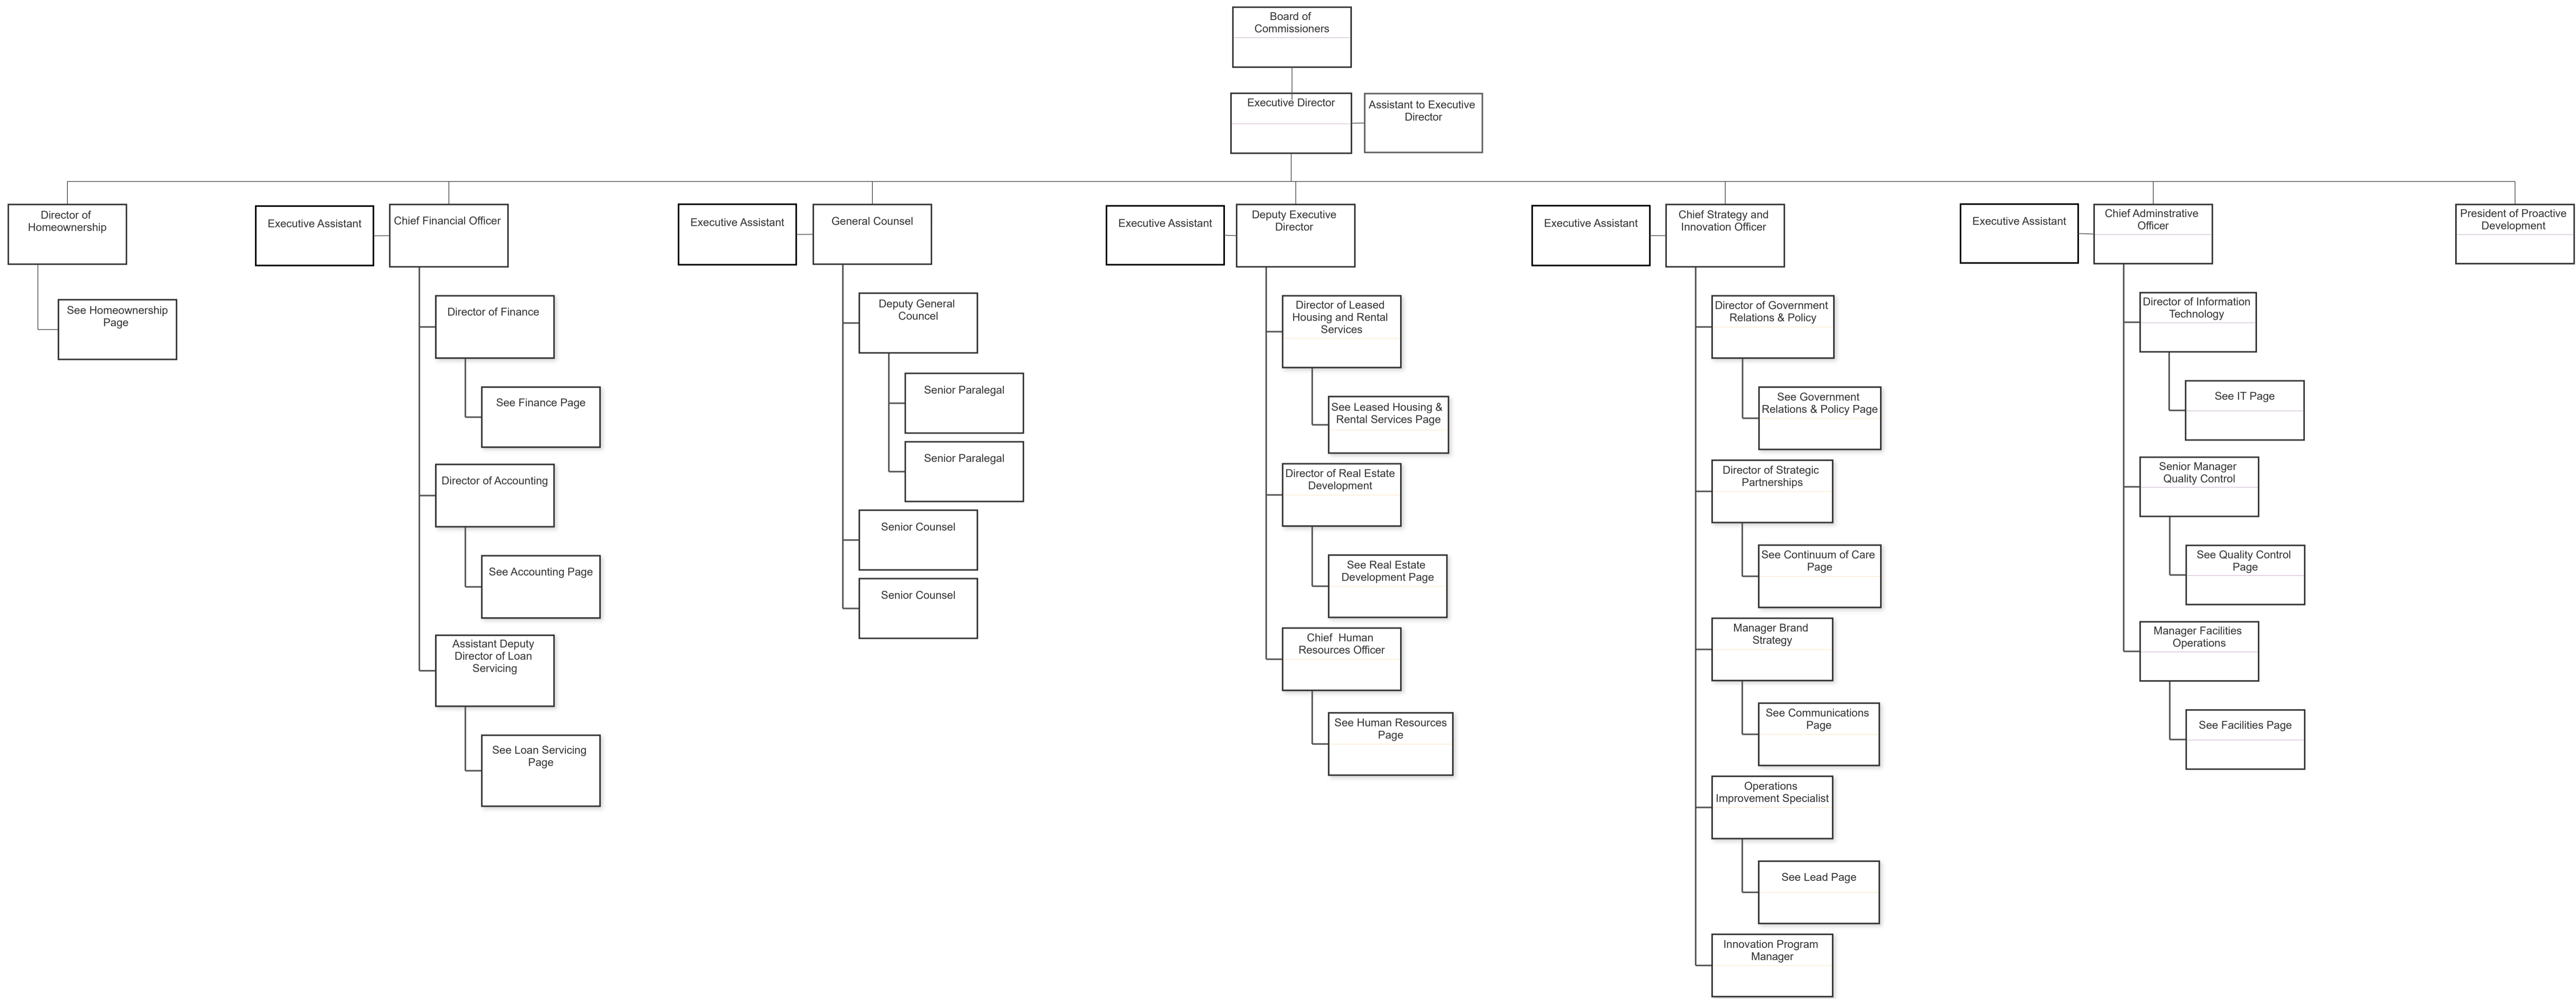 Board of
Commissioners
Executive Director
Assistant to Executive
Director
Director of
Homeownership
See Homeownership
Page
Executive Assistant
Chief Financial Officer
Director of Finance
See Finance Page
Director of Accounting
See Accounting Page
Assistant Deputy
Director of Loan
Servicing
See Loan Servicing
Page
Executive Assistant
General Counsel
Deputy General
Councel
Senior Paralegal
Senior Paralegal
Senior Counsel
Senior Counsel
Executive Assistant
Deputy Executive
Director
Director of Leased
Housing and Rental
Services
See Leased Housing &
Rental Services Page
Director of Real Estate
Development
See Real Estate
Development Page
Chief  Human
Resources Officer
See Human Resources
Page
Executive Assistant
Chief Strategy and
Innovation Officer
Director of Government
Relations & Policy
See Government
Relations & Policy Page
Director of Strategic
Partnerships
See Continuum of Care
Page
Manager Brand
Strategy
See Communications
Page
Operations
Improvement Specialist
See Lead Page
Innovation Program
Manager
Executive Assistant
Chief Adminstrative
Officer
Director of Information
Technology
See IT Page
Senior Manager
Quality Control
See Quality Control
Page
Manager Facilities
Operations
See Facilities Page
President of Proactive
Development